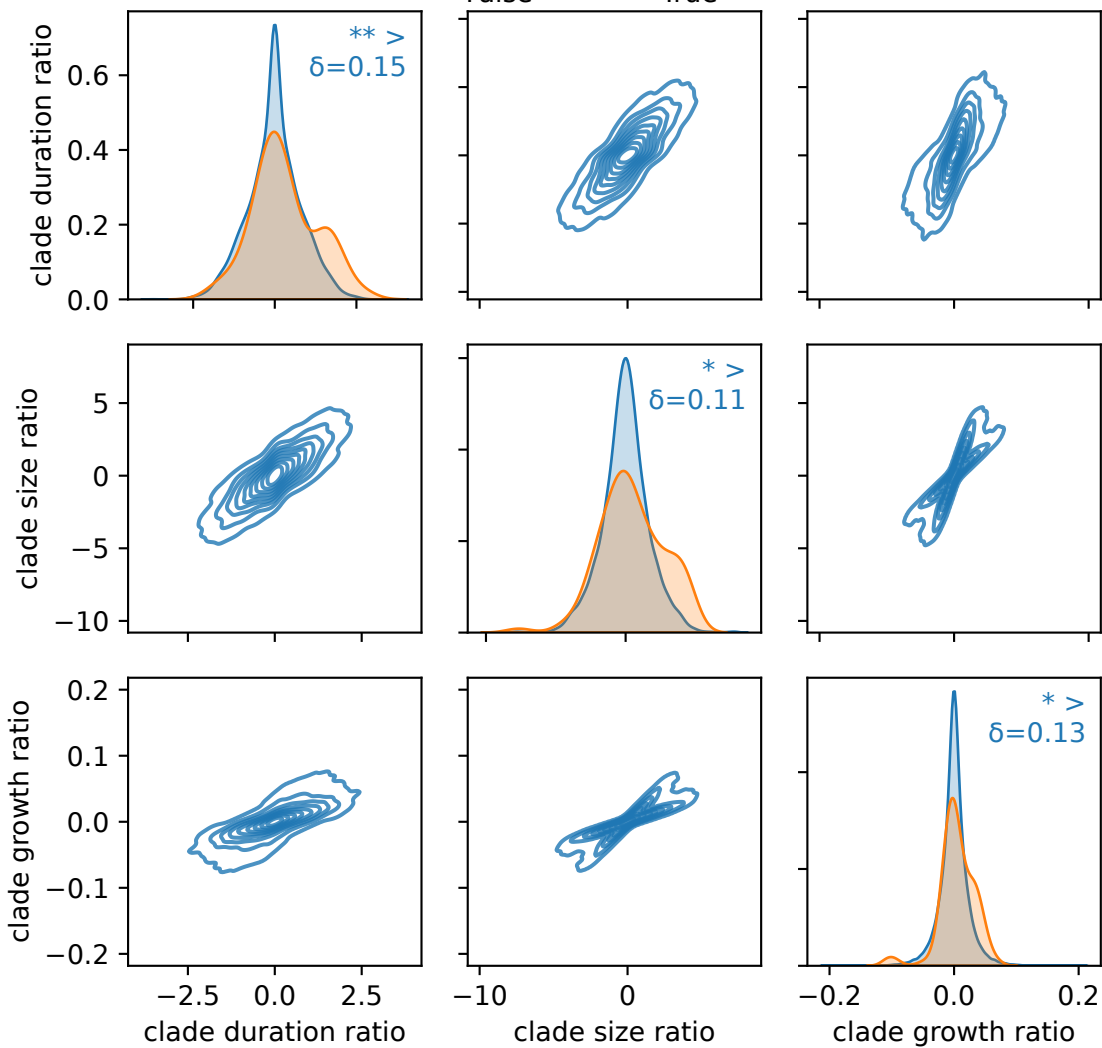 True
clade duration ratio
0.6
0.4
0.2
0.0
** >
δ=0.15
clade size ratio
5
0
−5
−10
* >
δ=0.11
clade growth ratio
0.2
0.1
0.0
−0.1
−0.2
* >
δ=0.13
−2.5 0.0 2.5
−10 0
−0.2 0.0 0.2
clade duration ratio
clade size ratio
clade growth ratio